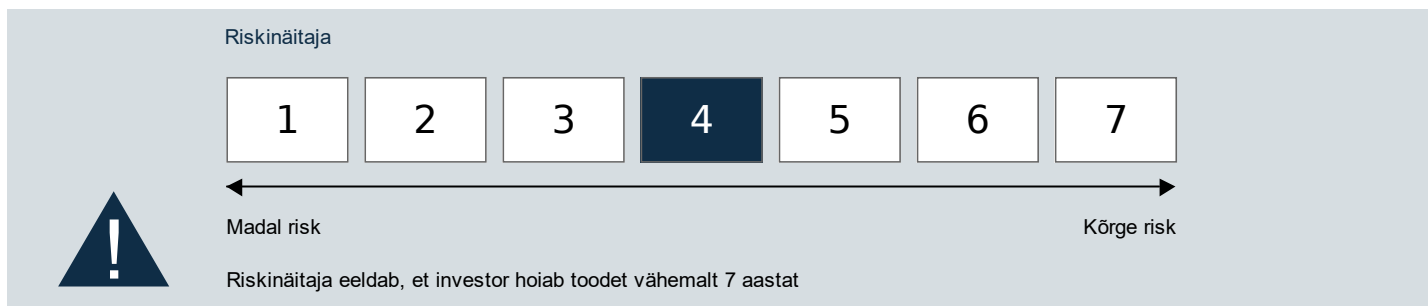 Riskinäitaja
1 2 3 4 5 6 7
Madal risk Kõrge risk
!
Riskinäitaja eeldab, et investor hoiab toodet vähemalt 7 aastat